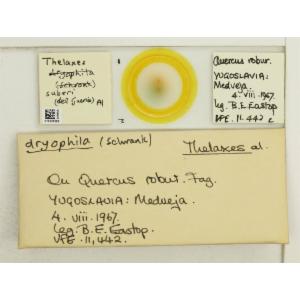 Thelaxes
dryophila
(Schrank)
suberi
(del Guercio) Al
Quercus robur.
YUGOSLAVIA:
Medveja.
4. viii. 1967.
leg. B.E. Eastop
VFE. 11,442
dryophila (Schrank)
Thelaxes al.
On Quercus robur. Fag.
YUGOSLAVIA: Medveja.
4. viii. 1967.
leg. B.E. Eastop.
VFE. 11,442.